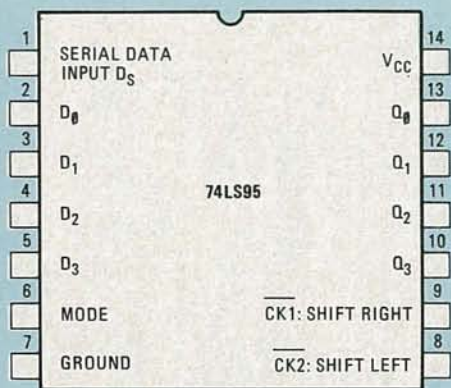 1
SERIAL DATA
INPUT DS
2
D0
3
D1
4
D2
5
D3
6
MODE
7
GROUND
74LS95
14
VCC
13
Q0
12
Q1
11
Q2
10
Q3
9
CK1: SHIFT RIGHT
8
CK2: SHIFT LEFT